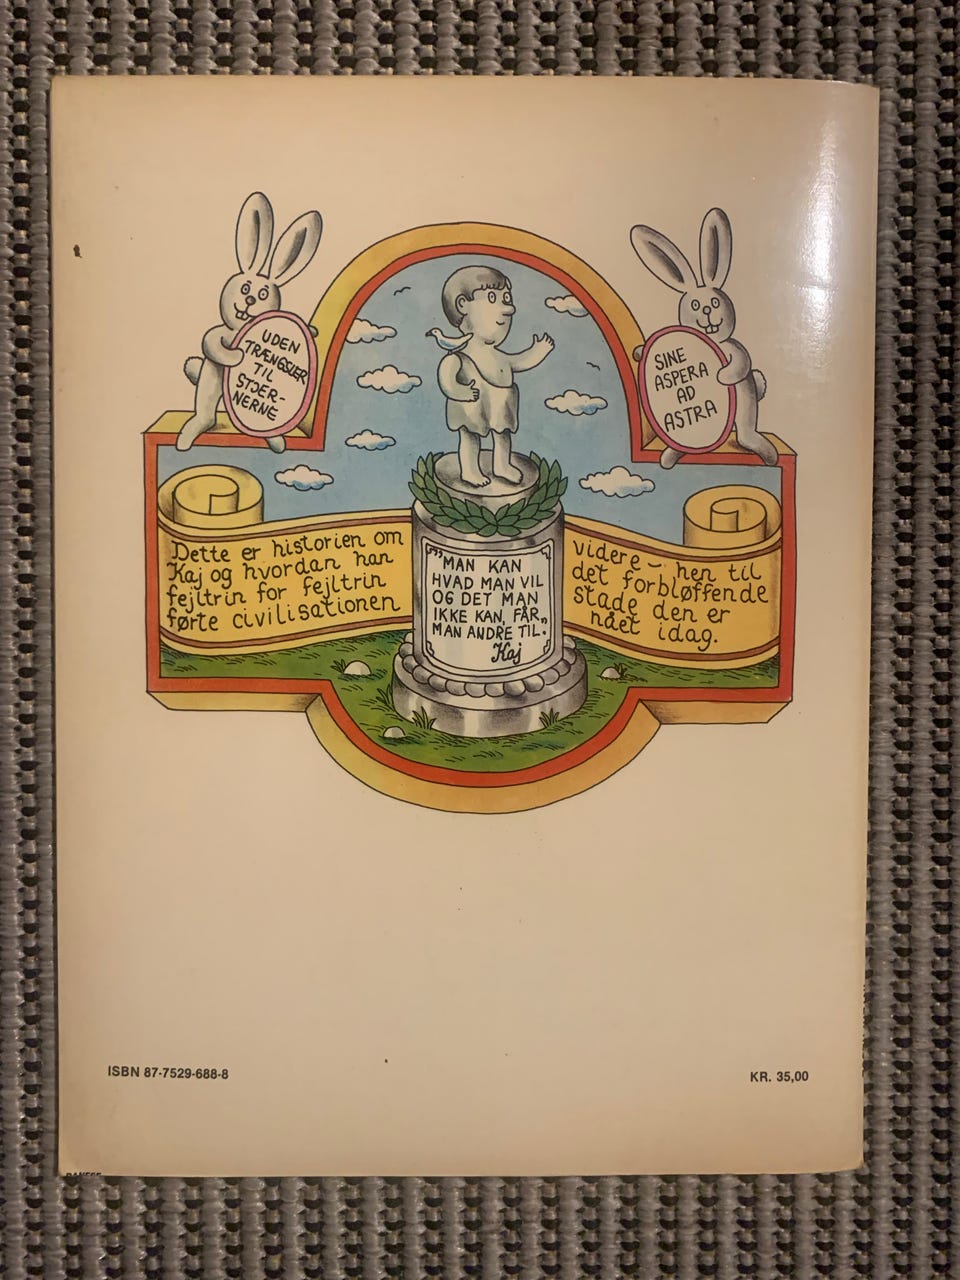 UDEN
TRÆNGSLER
TIL
STJER-
NERNE
SINE
ASPERA
AD
ASTRA
Dette er historien om
Kaj og hvordan han
fejltrin for fejltrin
førte civilisationen
"MAN KAN
HVAD MAN VIL
OG DET MAN
IKKE KAN, FÅR
MAN ANDRE TIL."
Kaj
videre – hen til
det forbløffende
stade den er
nået idag.
ISBN 87-7529-688-8
KR. 35,00